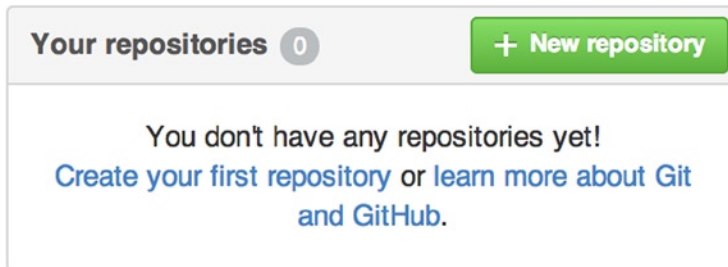 Your repositories 0
+ New repository
You don't have any repositories yet!
Create your first repository or learn more about Git
and GitHub.